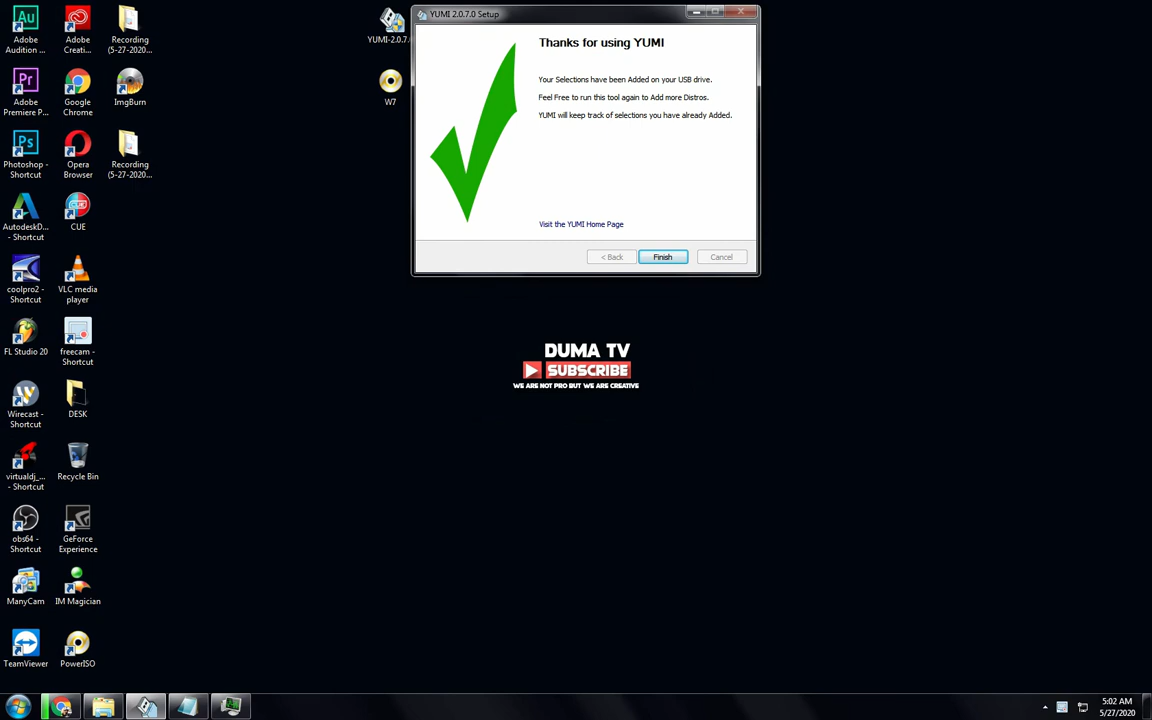 Adobe
Audition ...
Adobe
Creati...
Recording
(5-27-2020...
Adobe
Premiere P...
Google
Chrome
ImgBurn
Photoshop -
Shortcut
Opera
Browser
Recording
(5-27-2020...
AutodeskD...
- Shortcut
CUE
coolpro2 -
Shortcut
VLC media
player
FL Studio 20
freecam -
Shortcut
Wirecast -
Shortcut
DESK
virtualdj_...
- Shortcut
Recycle Bin
obs64 -
Shortcut
GeForce
Experience
ManyCam
IM Magician
TeamViewer
PowerISO
YUMI-2.0.7.0
W7
YUMI 2.0.7.0 Setup
Thanks for using YUMI
Your Selections have been Added on your USB drive.
Feel Free to run this tool again to Add more Distros.
YUMI will keep track of selections you have already Added.
Visit the YUMI Home Page
< Back
Finish
Cancel
DUMA TV
SUBSCRIBE
WE ARE NOT PRO BUT WE ARE CREATIVE
5:02 AM
5/27/2020